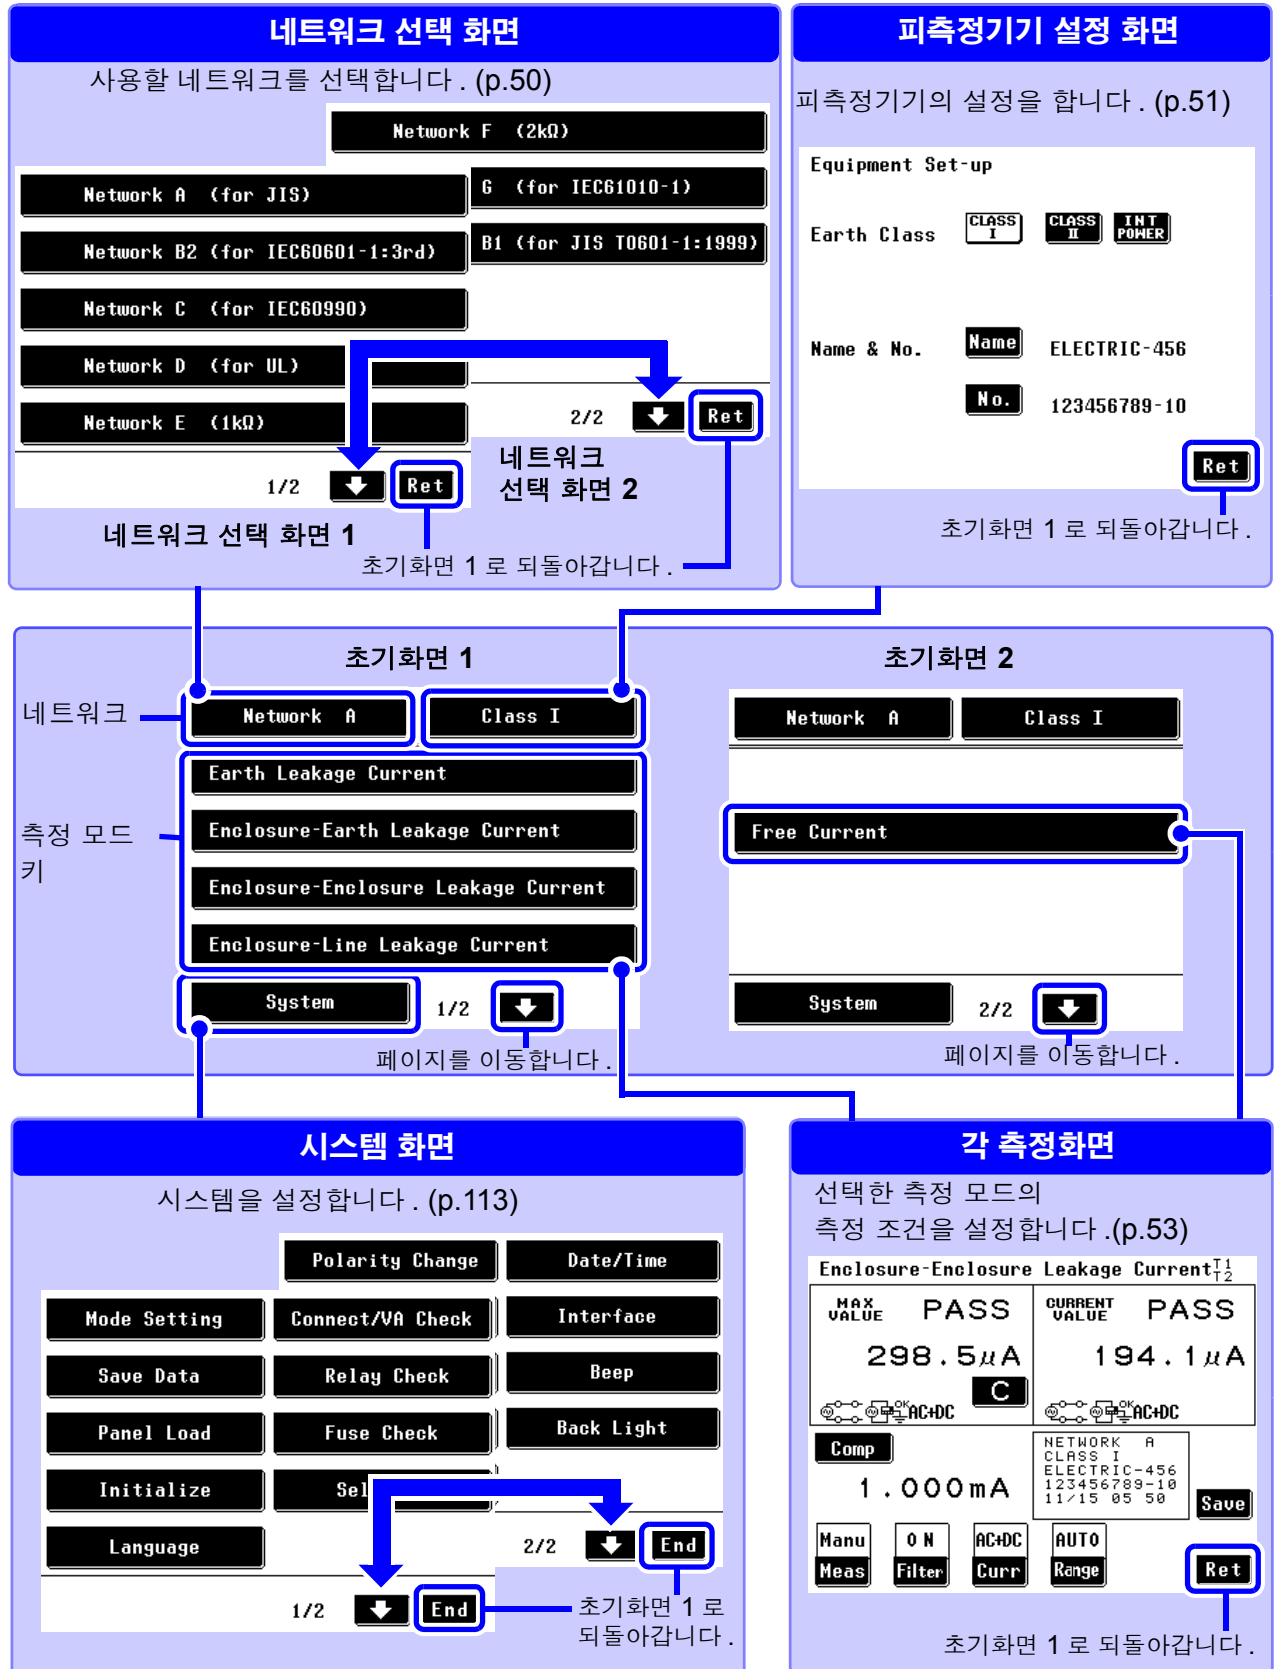 네트워크 선택 화면
사용할 네트워크를 선택합니다 . (p.50)
Network F (2kΩ)
G (for IEC61010-1)
B1 (for JIS T0601-1:1999)
Network A (for JIS)
Network B2 (for IEC60601-1:3rd)
Network C (for IEC60990)
Network D (for UL)
Network E (1kΩ)
2/2
Ret
네트워크
선택 화면 2
1/2
Ret
네트워크 선택 화면 1
초기화면 1 로 되돌아갑니다 .
피측정기기 설정 화면
피측정기기의 설정을 합니다 . (p.51)
Equipment Set-up
Earth Class
CLASS
I
CLASS
II
INT
POWER
Name & No.
Name
ELECTRIC-456
No.
123456789-10
Ret
초기화면 1 로 되돌아갑니다 .
초기화면 1
네트워크
Network A
Class I
측정 모드
키
Earth Leakage Current
Enclosure-Earth Leakage Current
Enclosure-Enclosure Leakage Current
Enclosure-Line Leakage Current
System
1/2
페이지를 이동합니다 .
초기화면 2
Network A
Class I
Free Current
System
2/2
페이지를 이동합니다 .
시스템 화면
시스템을 설정합니다 . (p.113)
Polarity Change
Date/Time
Mode Setting
Connect/VA Check
Interface
Save Data
Relay Check
Beep
Panel Load
Fuse Check
Back Light
Initialize
Sel
Language
2/2
End
1/2
End
초기화면 1 로
되돌아갑니다 .
각 측정화면
선택한 측정 모드의
측정 조건을 설정합니다 .(p.53)
Enclosure-Enclosure Leakage Current T1 T2
MAX
VALUE
PASS
298.5μA
C
OK
AC+DC
CURRENT
VALUE
PASS
194.1μA
OK
AC+DC
Comp
1.000mA
NETWORK A
CLASS I
ELECTRIC-456
123456789-10
11/15 05 50
Save
Manu
ON
AC+DC
AUTO
Meas
Filter
Curr
Range
Ret
초기화면 1 로 되돌아갑니다 .